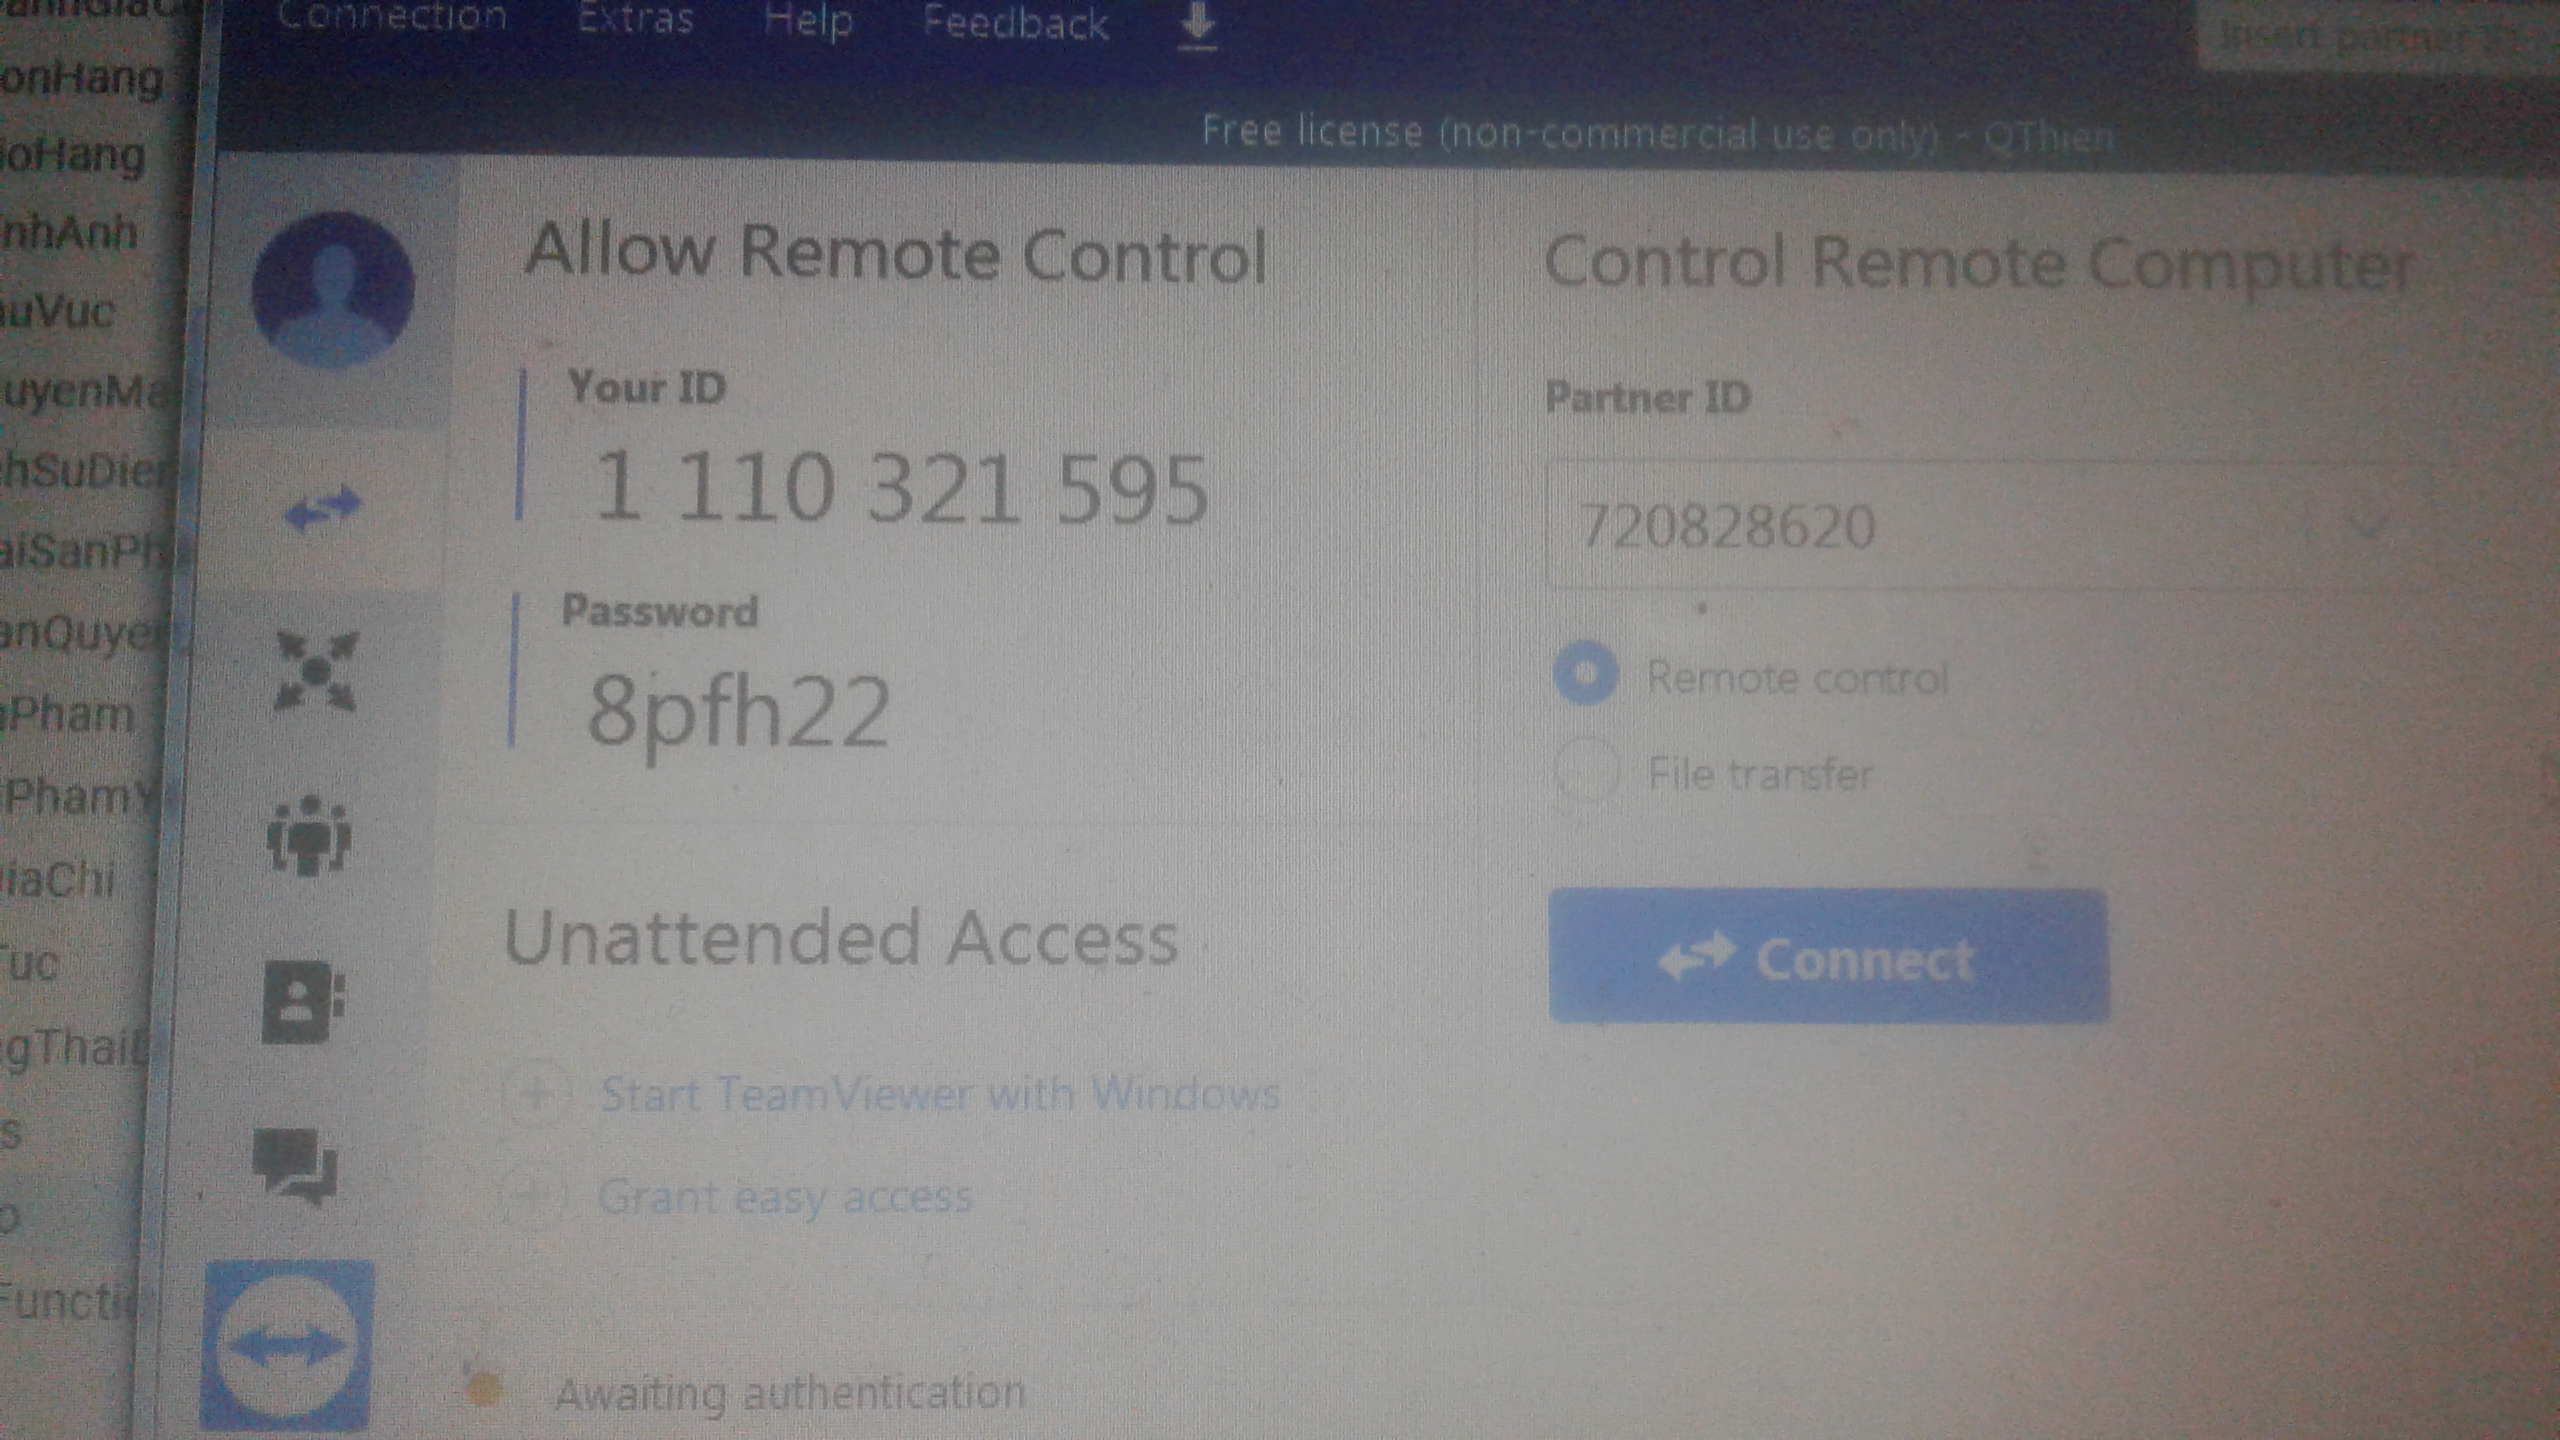 Connection Extras Help Feedback
Insert partner
Free license (non-commercial use only) - QThien
onHang
oHang
nhAnh
uVuc
uyenMa
hSuDien
aiSanPh
anQuye
Pham
PhamY
iaChi
uc
gThai
s
Functi
Allow Remote Control
Your ID
1 110 321 595
Password
8pfh22
Unattended Access
Start TeamViewer with Windows
Grant easy access
Awaiting authentication
Control Remote Computer
Partner ID
720828620
Remote control
File transfer
Connect